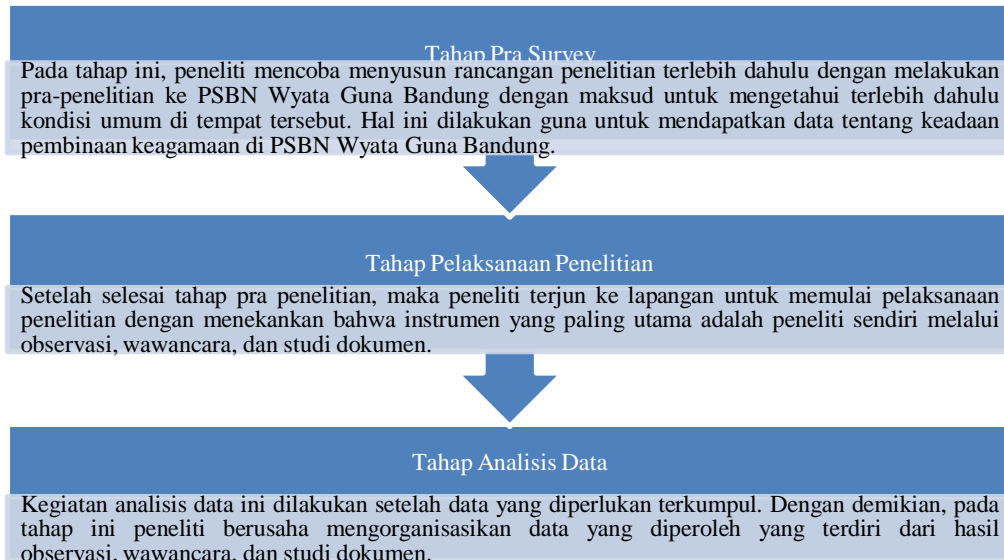 Tahap Pra Survey
Pada tahap ini, peneliti mencoba menyusun rancangan penelitian terlebih dahulu dengan melakukan
pra-penelitian ke PSBN Wyata Guna Bandung dengan maksud untuk mengetahui terlebih dahulu
kondisi umum di tempat tersebut. Hal ini dilakukan guna untuk mendapatkan data tentang keadaan
pembinaan keagamaan di PSBN Wyata Guna Bandung.
Tahap Pelaksanaan Penelitian
Setelah selesai tahap pra penelitian, maka peneliti terjun ke lapangan untuk memulai pelaksanaan
penelitian dengan menekankan bahwa instrumen yang paling utama adalah peneliti sendiri melalui
observasi, wawancara, dan studi dokumen.
Tahap Analisis Data
Kegiatan analisis data ini dilakukan setelah data yang diperlukan terkumpul. Dengan demikian, pada
tahap ini peneliti berusaha mengorganisasikan data yang diperoleh yang terdiri dari hasil
observasi, wawancara, dan studi dokumen.